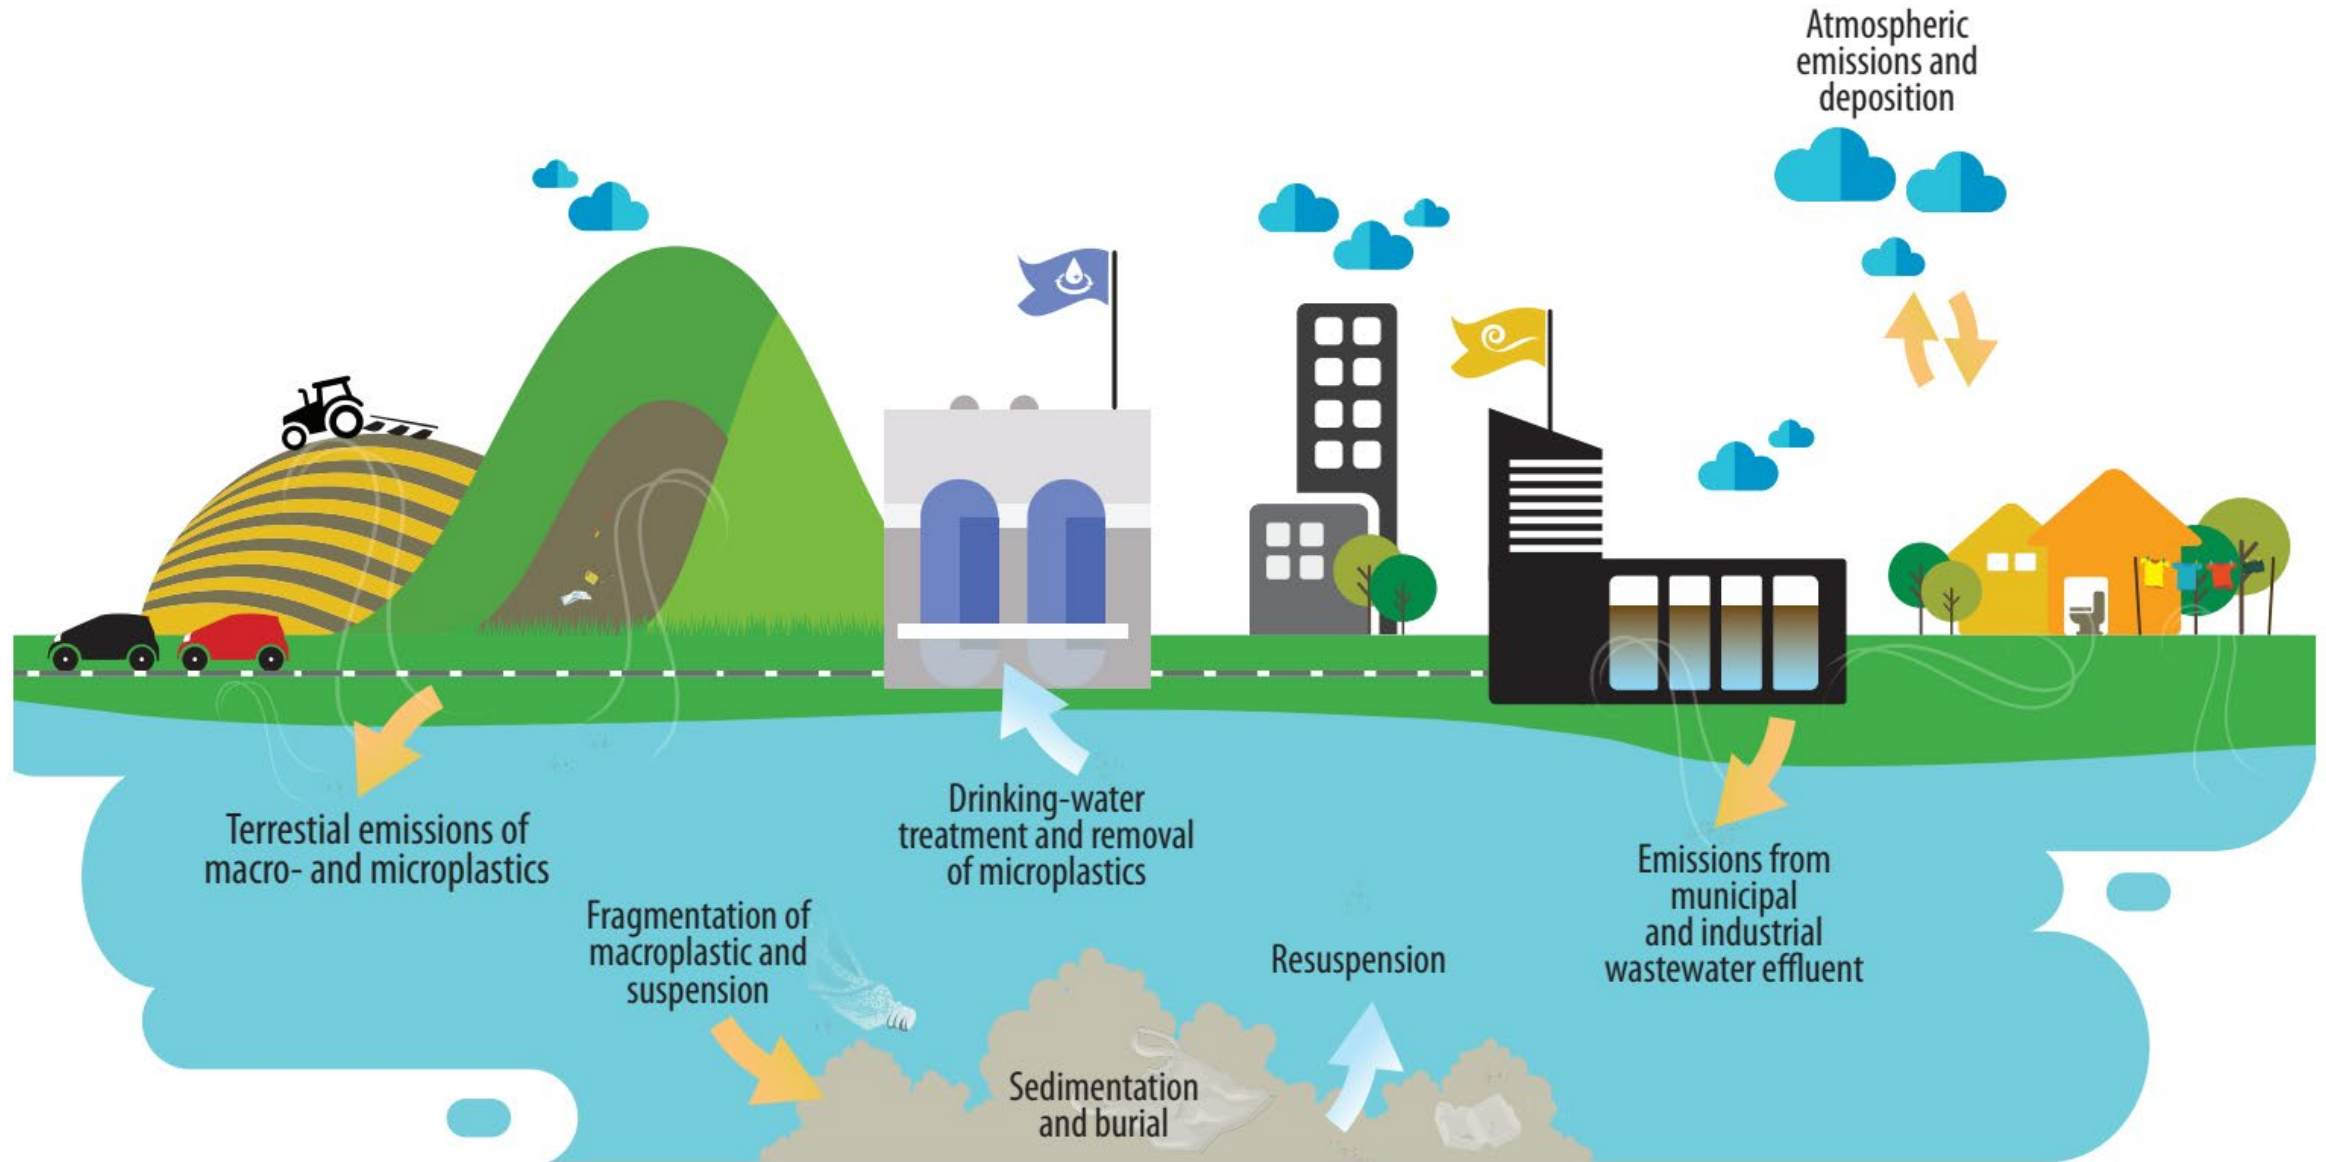 Atmospheric
emissions and
deposition
Terrestial emissions of
macro- and microplastics
Fragmentation of
macroplastic and
suspension
Drinking-water
treatment and removal
of microplastics
Sedimentation
and burial
Resuspension
Emissions from
municipal
and industrial
wastewater effluent